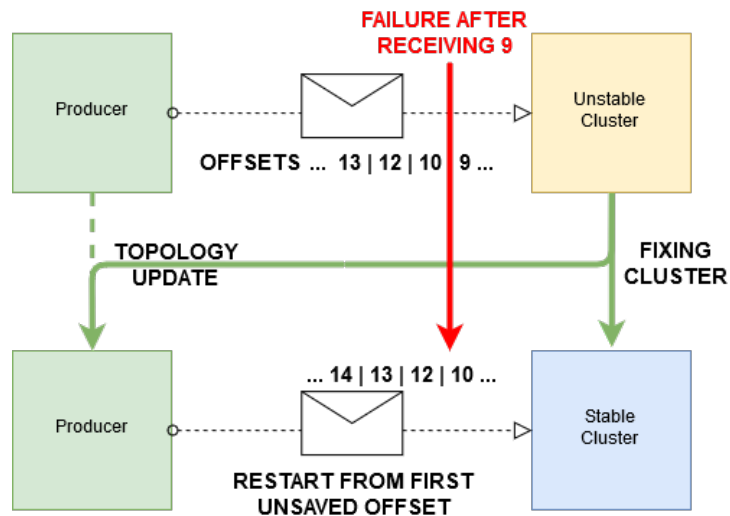 FAILURE AFTER
RECEIVING 9
Producer
Unstable
Cluster
OFFSETS ... 13 | 12 | 10 | 9 ...
TOPOLOGY
UPDATE
FIXING
CLUSTER
... 14 | 13 | 12 | 10 ...
Producer
Stable
Cluster
RESTART FROM FIRST
UNSAVED OFFSET